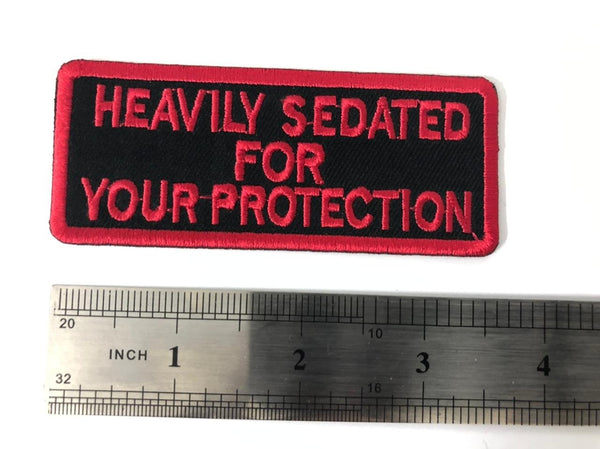 HEAVILY SEDATED
FOR
YOUR PROTECTION
20 10
INCH 1 2 3 4
32 16